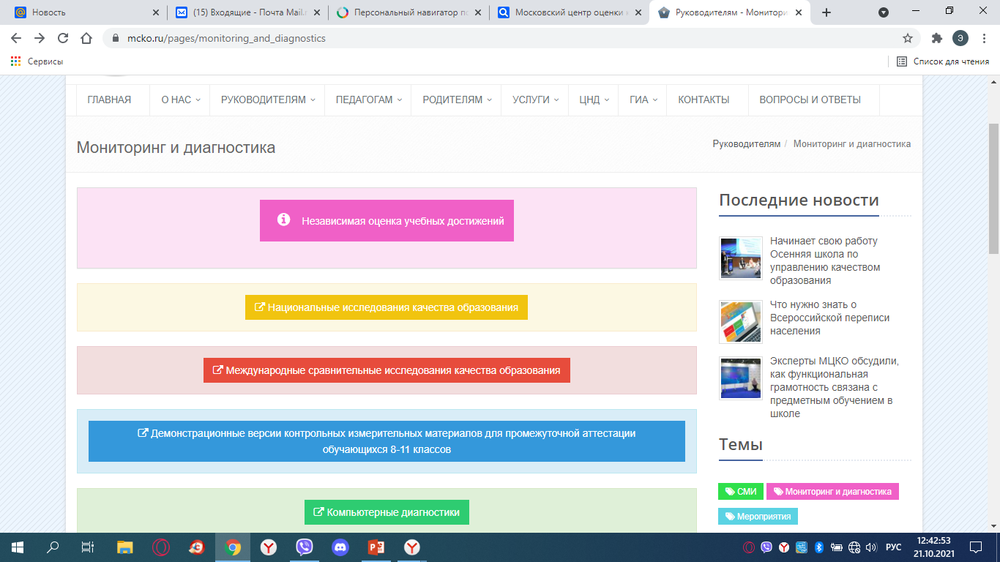 Новость
(15) Входящие - Почта Mail.r
Персональный навигатор по
Московский центр оценки к
Руководителям - Монитори
mcko.ru/pages/monitoring_and_diagnostics
Э
Сервисы
Список для чтения
ГЛАВНАЯ О НАС РУКОВОДИТЕЛЯМ ПЕДАГОГАМ РОДИТЕЛЯМ УСЛУГИ ЦНД ГИА КОНТАКТЫ ВОПРОСЫ И ОТВЕТЫ
Мониторинг и диагностика
Руководителям / Мониторинг и диагностика
Независимая оценка учебных достижений
Национальные исследования качества образования
Международные сравнительные исследования качества образования
Демонстрационные версии контрольных измерительных материалов для промежуточной аттестации
обучающихся 8-11 классов
Компьютерные диагностики
Последние новости
Начинает свою работу
Осенняя школа по
управлению качеством
образования
Что нужно знать о
Всероссийской переписи
населения
Эксперты МЦКО обсудили,
как функциональная
грамотность связана с
предметным обучением в
школе
Темы
СМИ Мониторинг и диагностика
Мероприятия
РУС
12:42:53
21.10.2021